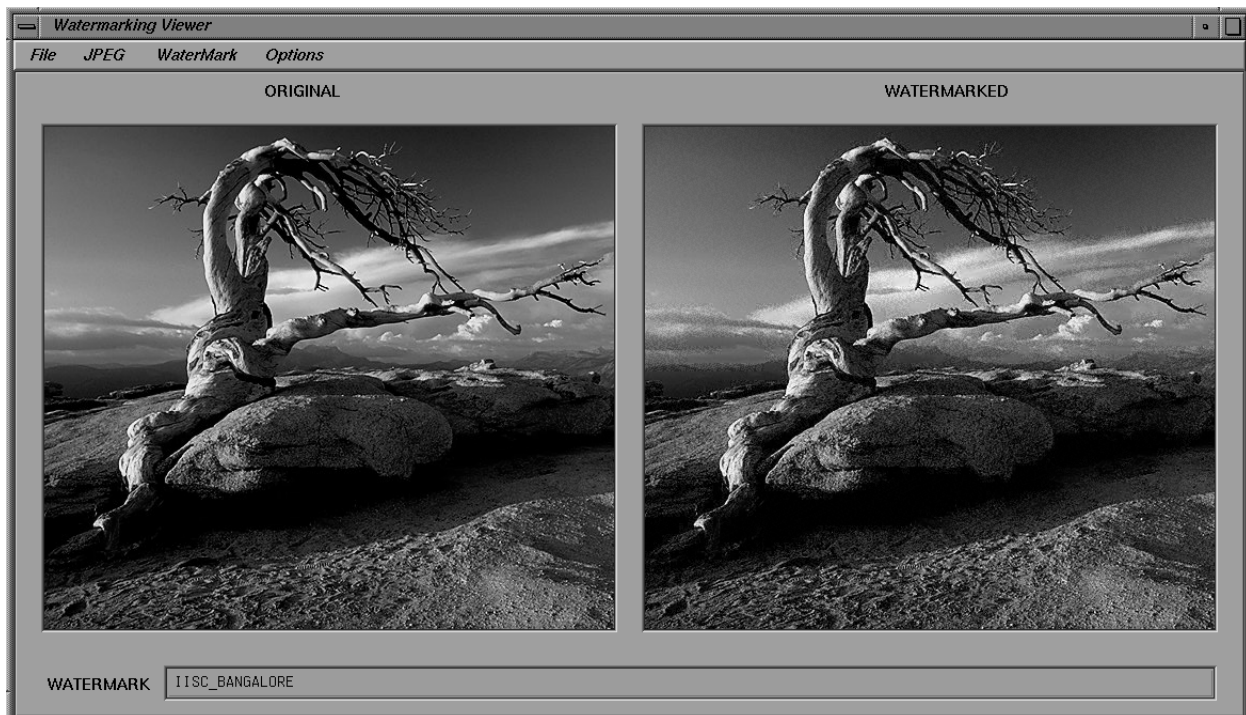 Watermarking Viewer
File JPEG WaterMark Options
ORIGINAL WATERMARKED
WATERMARK IISC_BANGALORE